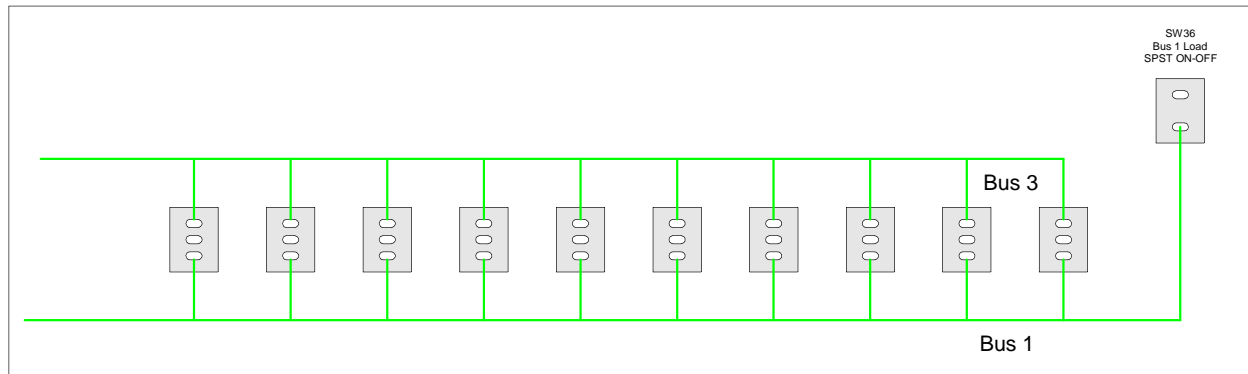 SW36
Bus 1 Load
SPST ON-OFF
Bus 3
Bus 1